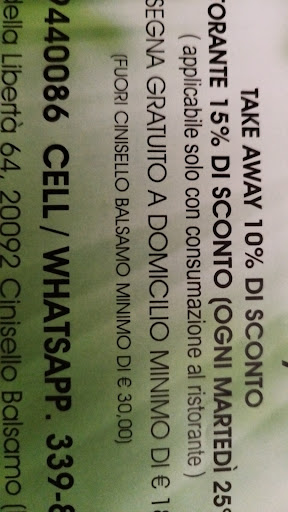 TAKE AWAY 10% DI SCONTO
TORANTE 15% DI SCONTO (OGNI MARTEDÌ 25%
( applicabile solo con consumazione al ristorante )
SEGNA GRATUITO A DOMICILIO MINIMO DI € 1
(FUORI CINISELLO BALSAMO MINIMO DI € 30,00)
9440086 CELL / WHATSAPP. 339-8
della Libertà 64, 20092 Cinisello Balsamo (